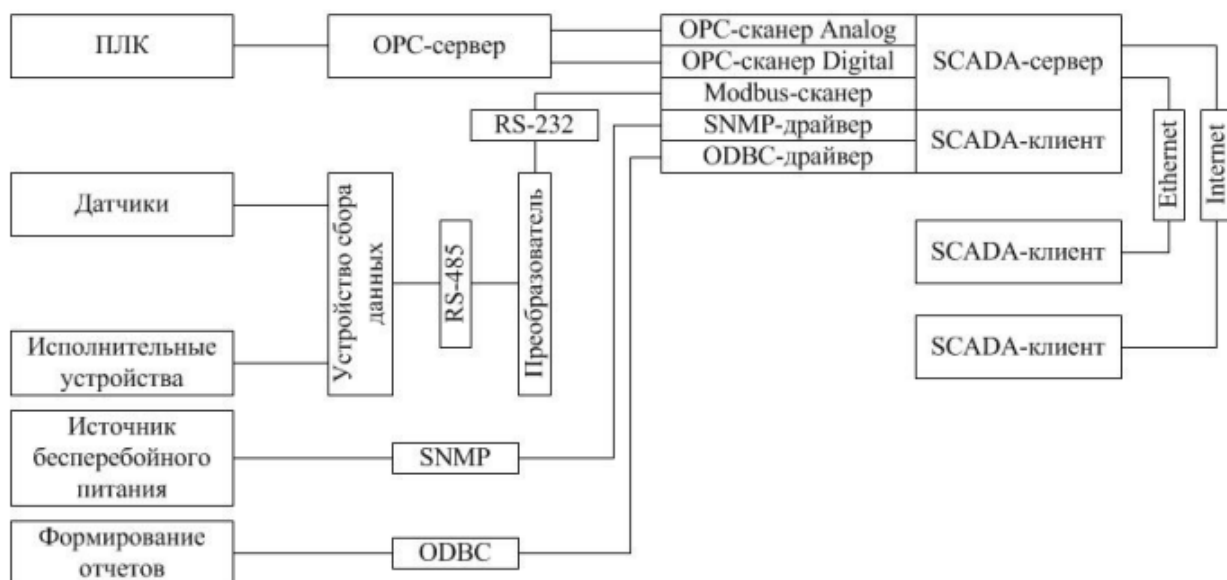 ПЛК
OPC-сервер
OPC-сканер Analog
OPC-сканер Digital
Modbus-сканер
SNMP-драйвер
ODBC-драйвер
SCADA-сервер
SCADA-клиент
RS-232
Ethernet
Internet
Датчики
Устройство сбора
данных
RS-485
Преобразователь
SCADA-клиент
SCADA-клиент
Исполнительные
устройства
Источник
бесперебойного
питания
SNMP
Формирование
отчетов
ODBC